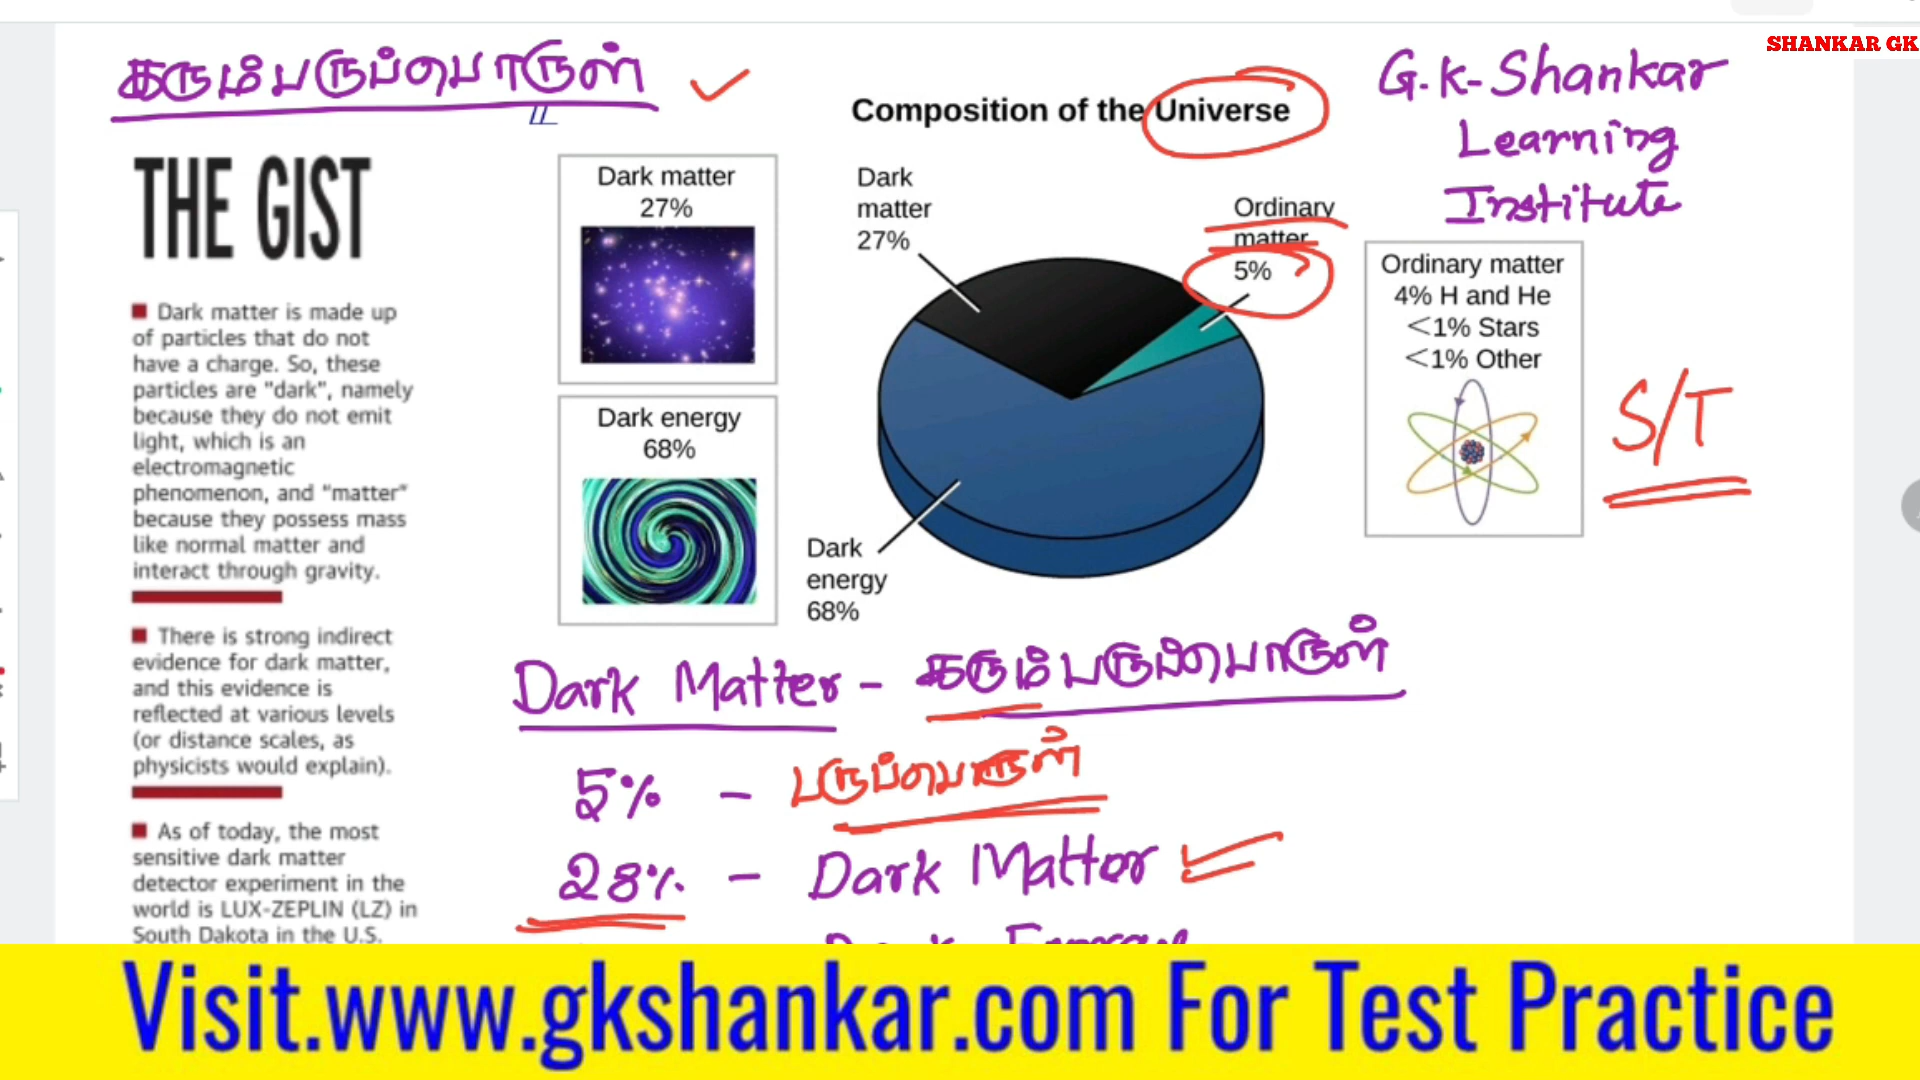 SHANKAR GK
கரும்பருப்பொருள்
G.K-Shankar
Learning
Institute
THE GIST
Dark matter is made up
of particles that do not
have a charge. So, these
particles are "dark", namely
because they do not emit
light, which is an
electromagnetic
phenomenon, and "matter"
because they possess mass
like normal matter and
interact through gravity.
There is strong indirect
evidence for dark matter,
and this evidence is
reflected at various levels
(or distance scales, as
physicists would explain).
As of today, the most
sensitive dark matter
detector experiment in the
world is LUX-ZEPLIN (LZ) in
South Dakota in the U.S.
Composition of the Universe
Dark matter
27%
Dark energy
68%
Dark
matter
27%
Ordinary
matter
5%
Dark
energy
68%
Ordinary matter
4% H and He
<1% Stars
<1% Other
S/T
Dark Matter - கரும்பருப்பொருள்
5% - பருப்பொருள்
28% - Dark Matter
Visit.www.gkshankar.com For Test Practice